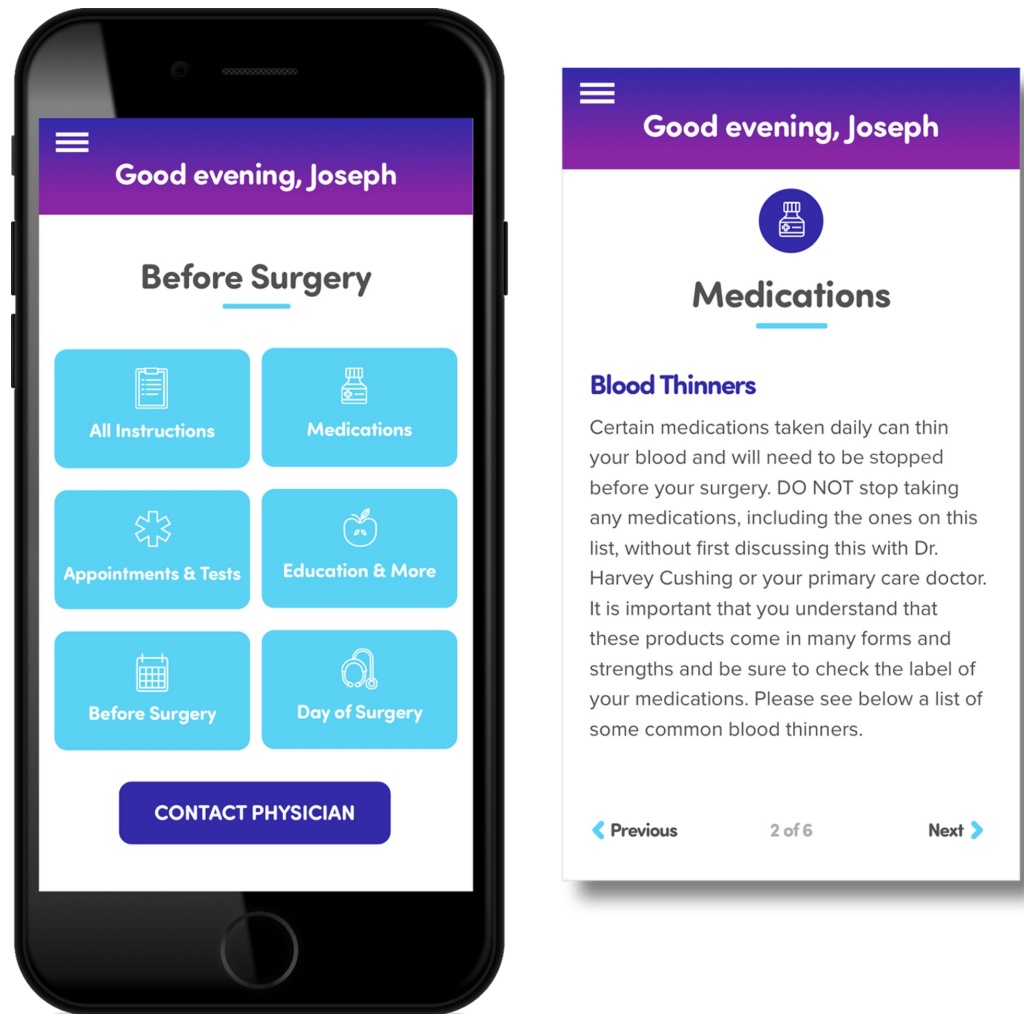 Good evening, Joseph
Before Surgery
All Instructions
Medications
Appointments & Tests
Education & More
Before Surgery
Day of Surgery
CONTACT PHYSICIAN
Good evening, Joseph
Medications
Blood Thinners
Certain medications taken daily can thin
your blood and will need to be stopped
before your surgery. DO NOT stop taking
any medications, including the ones on this
list, without first discussing this with Dr.
Harvey Cushing or your primary care doctor.
It is important that you understand that
these products come in many forms and
strengths and be sure to check the label of
your medications. Please see below a list of
some common blood thinners.
Previous
2 of 6
Next